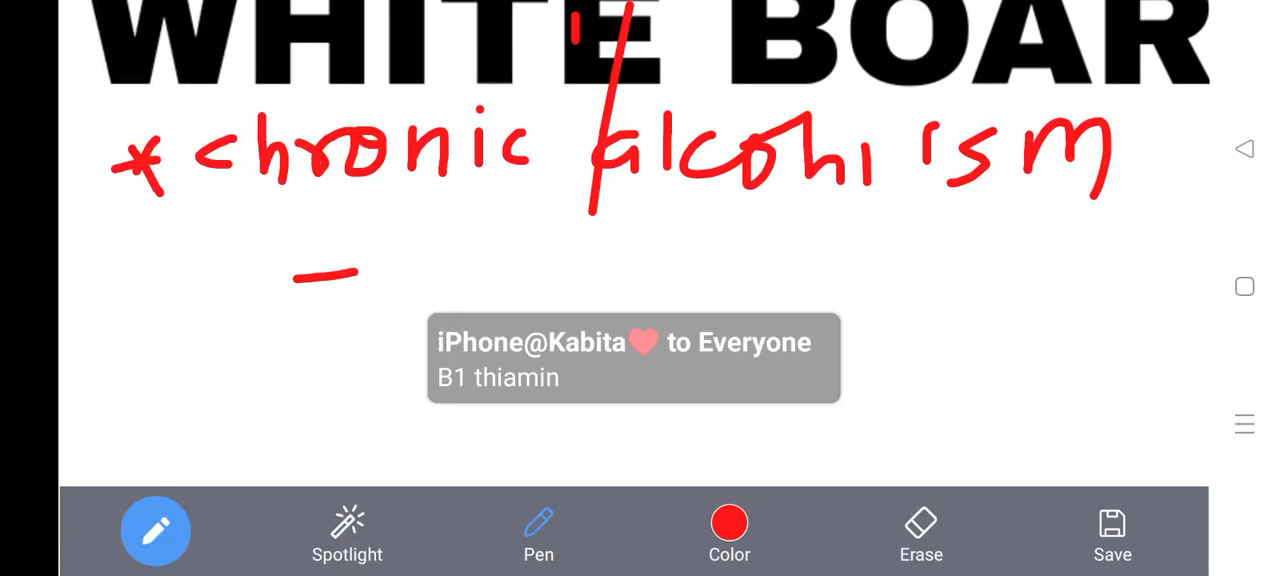 WHITE BOAR
* chronic alcohism
iPhone@Kabita❤️ to Everyone
B1 thiamin
Spotlight
Pen
Color
Erase
Save